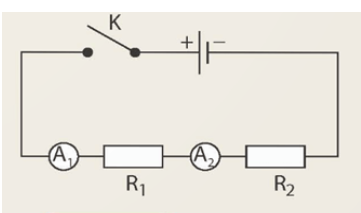 K
+ −
A₁ A₂
R₁ R₂